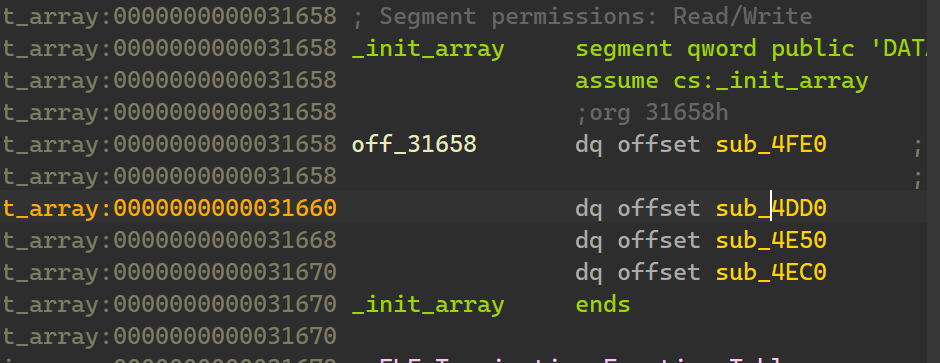 t_array:0000000000031658 ; Segment permissions: Read/Write
t_array:0000000000031658 _init_array segment qword public 'DATA
t_array:0000000000031658 assume cs:_init_array
t_array:0000000000031658 ;org 31658h
t_array:0000000000031658 off_31658 dq offset sub_4FE0 ;
t_array:0000000000031658 ;
t_array:0000000000031660 dq offset sub_4DD0
t_array:0000000000031668 dq offset sub_4E50
t_array:0000000000031670 dq offset sub_4EC0
t_array:0000000000031670 _init_array ends
t_array:0000000000031670